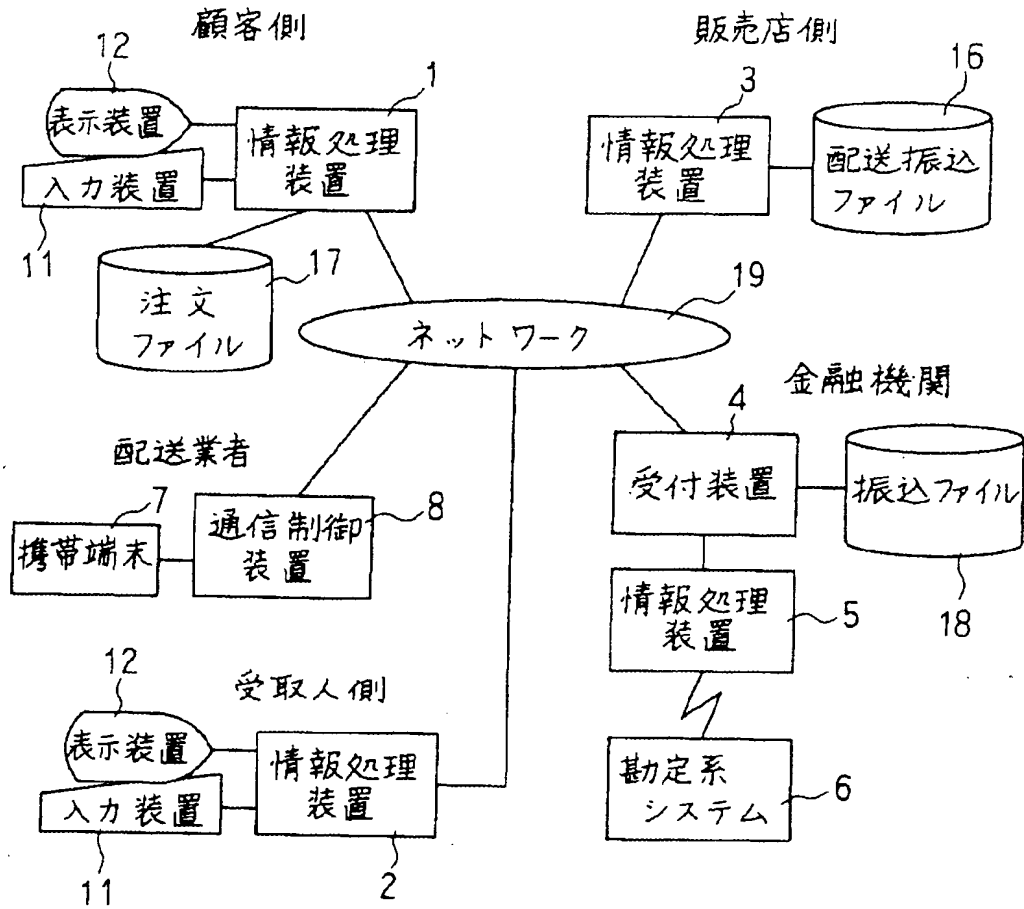 顧客側
12
表示装置
入力装置
11
1
情報処理
装置
17
注文
ファイル
販売店側
3
情報処理
装置
16
配送振込
ファイル
19
ネットワーク
配送業者
7
携帯端末
8
通信制御
装置
金融機関
4
受付装置
振込ファイル
18
情報処理
装置
5
勘定系
システム
6
受取人側
12
表示装置
入力装置
11
情報処理
装置
2